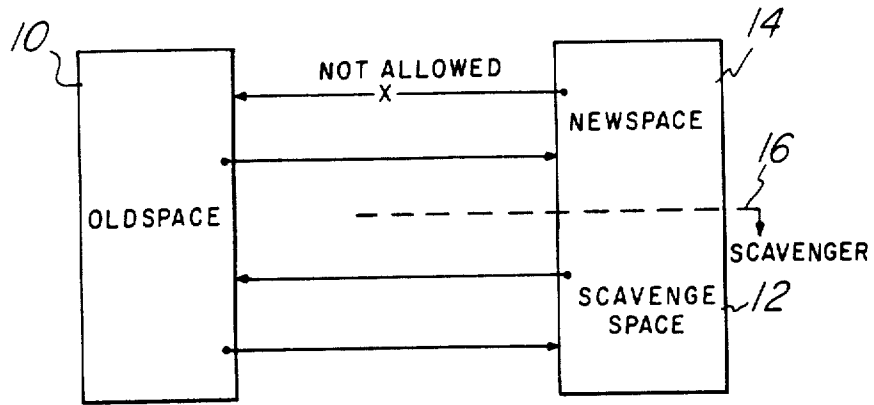 10
14
NOT ALLOWED
X
NEWSPACE
16
OLDSPACE
SCAVENGER
SCAVENGE
SPACE
12